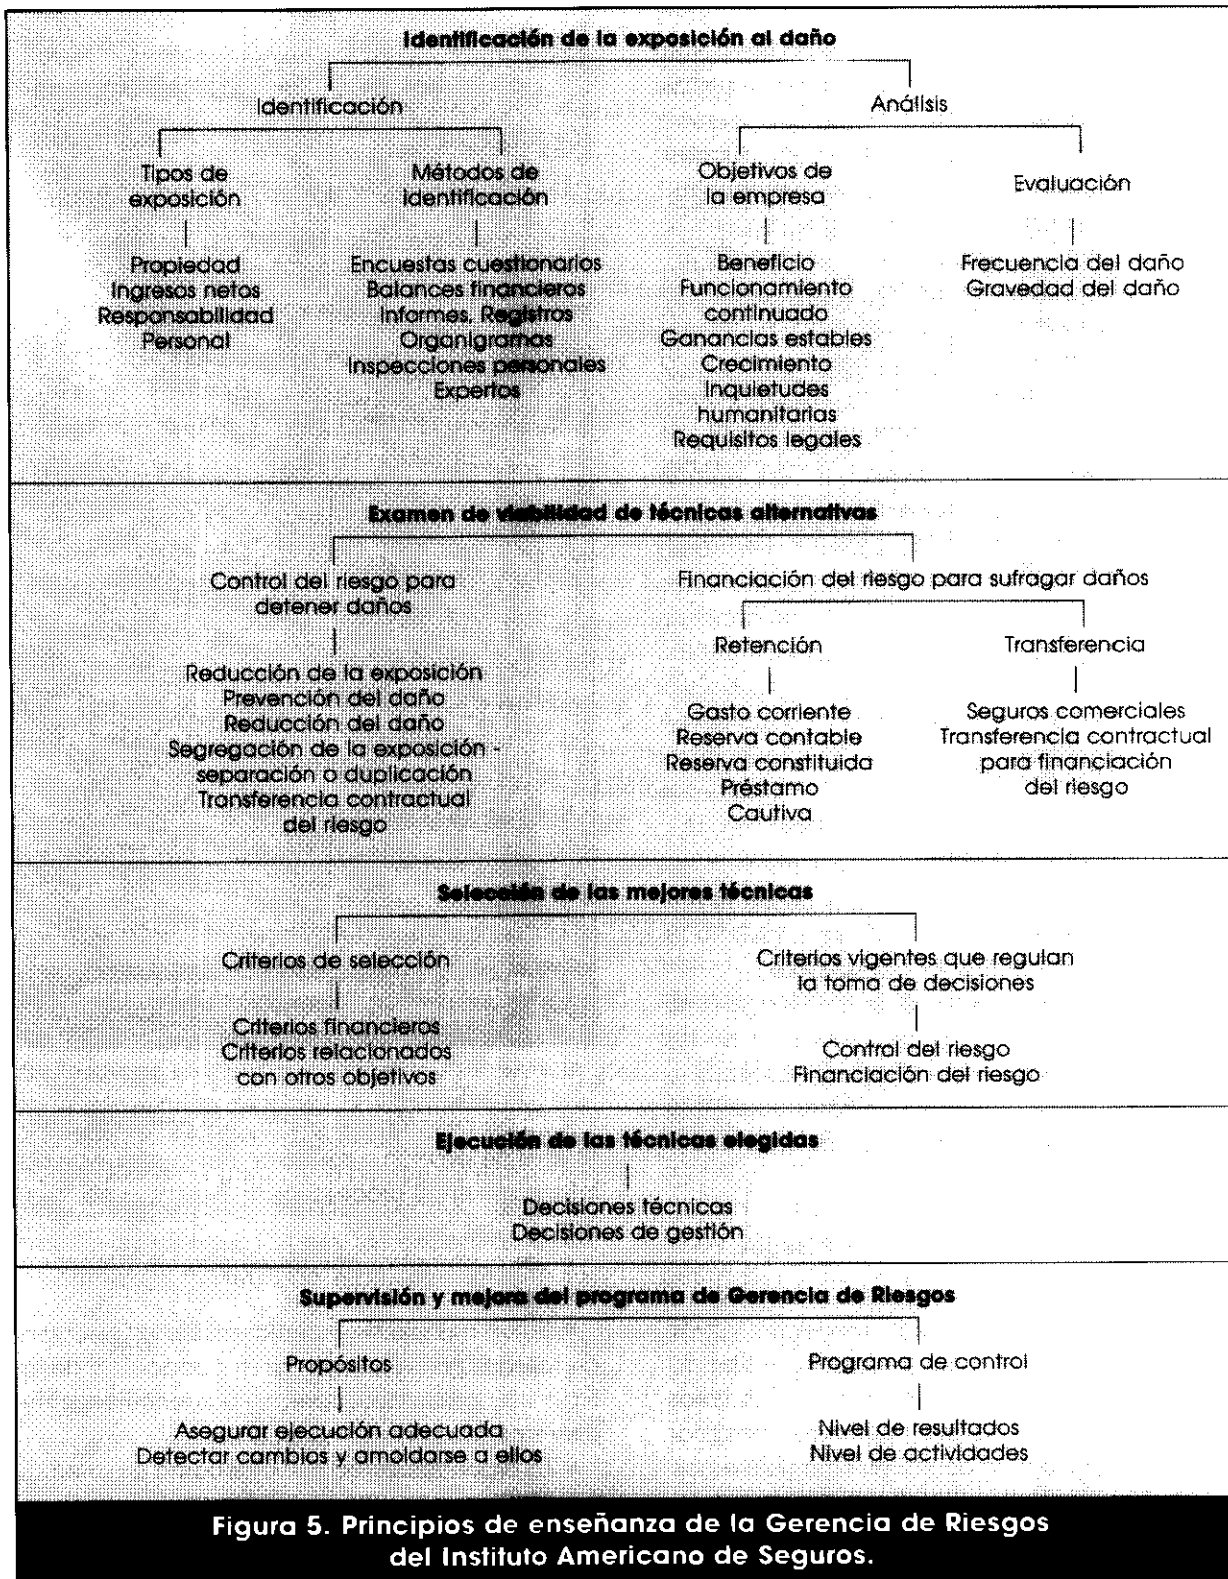 Identificación de la exposición al daño
Identificación
Análisis
Tipos de
exposición
Métodos de
identificación
Objetivos de
la empresa
Evaluación
Propiedad
Ingresos netos
Responsabilidad
Personal
Encuestas cuestionarios
Balances financieros
Informes, Registros
Organigramas
Inspecciones personales
Expertos
Beneficio
Funcionamiento
continuado
Ganancias estables
Crecimiento
Inquietudes
humanitarias
Requisitos legales
Frecuencia del daño
Gravedad del daño
Examen de viabilidad de técnicas alternativas
Control del riesgo para
detener daños
Financiación del riesgo para sufragar daños
Reducción de la exposición
Prevención del daño
Reducción del daño
Segregación de la exposición -
separación o duplicación
Transferencia contractual
del riesgo
Retención
Transferencia
Gasto corriente
Reserva contable
Reserva constituida
Préstamo
Cautiva
Seguros comerciales
Transferencia contractual
para financiación
del riesgo
Selección de las mejores técnicas
Criterios de selección
Criterios vigentes que regulan
la toma de decisiones
Criterios financieros
Criterios relacionados
con otros objetivos
Control del riesgo
Financiación del riesgo
Ejecución de las técnicas elegidas
Decisiones técnicas
Decisiones de gestión
Supervisión y mejora del programa de Gerencia de Riesgos
Propósitos
Programa de control
Asegurar ejecución adecuada
Detectar cambios y amoldarse a ellos
Nivel de resultados
Nivel de actividades
Figura 5. Principios de enseñanza de la Gerencia de Riesgos
del Instituto Americano de Seguros.